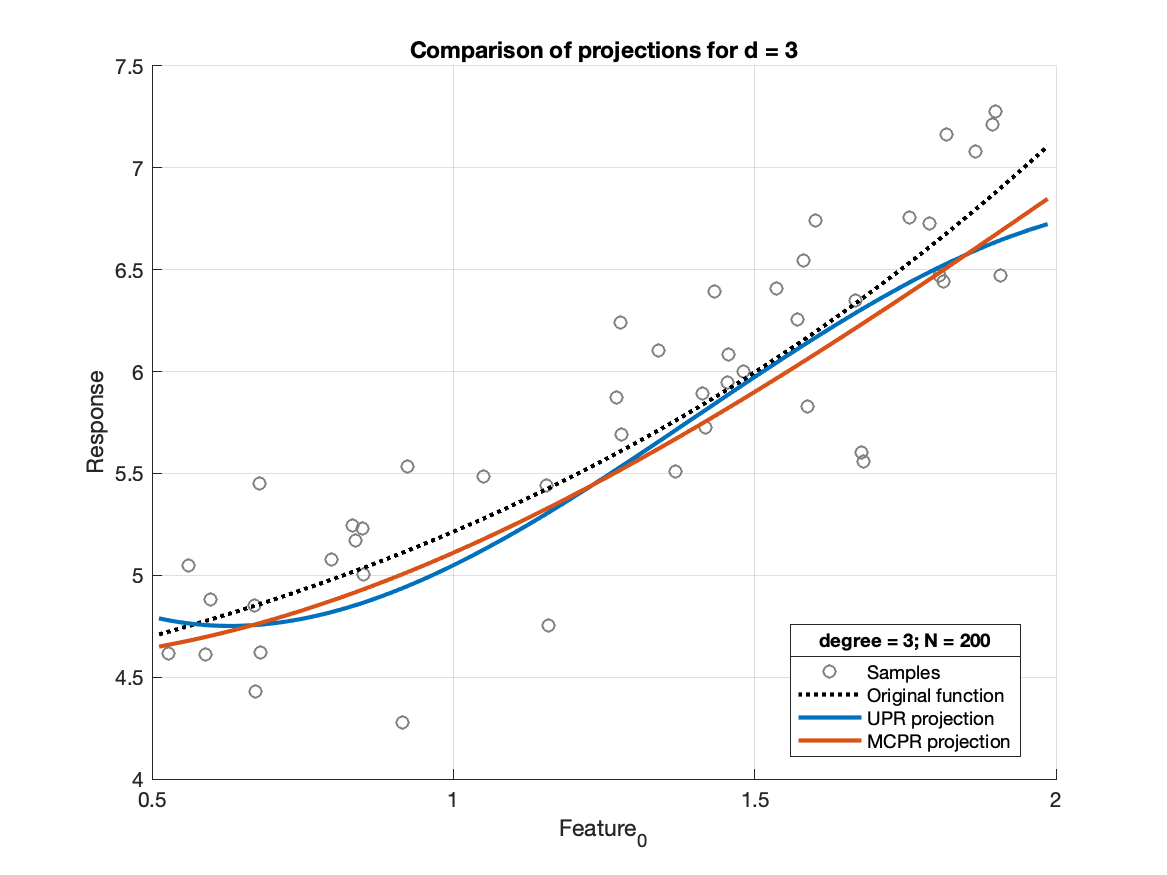 Comparison of projections for d = 3
7.5
7
6.5
6
5.5
5
4.5
4
Response
0.5
1
1.5
2
Feature0
degree = 3; N = 200
Samples
Original function
UPR projection
MCPR projection